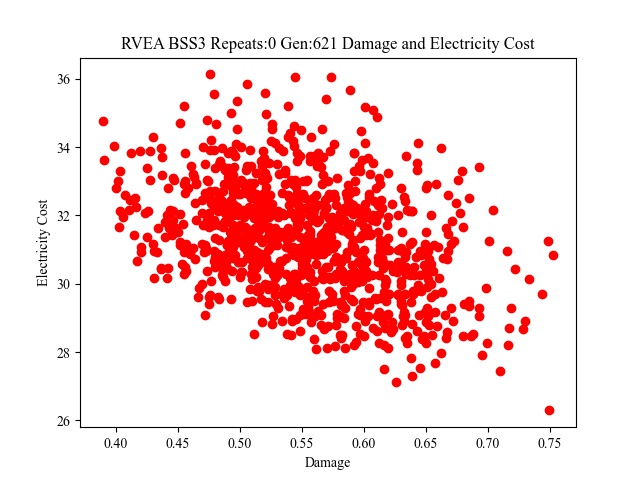 RVEA BSS3 Repeats:0 Gen:621 Damage and Electricity Cost
36
34
32
30
28
26
Electricity Cost
0.40 0.45 0.50 0.55 0.60 0.65 0.70 0.75
Damage